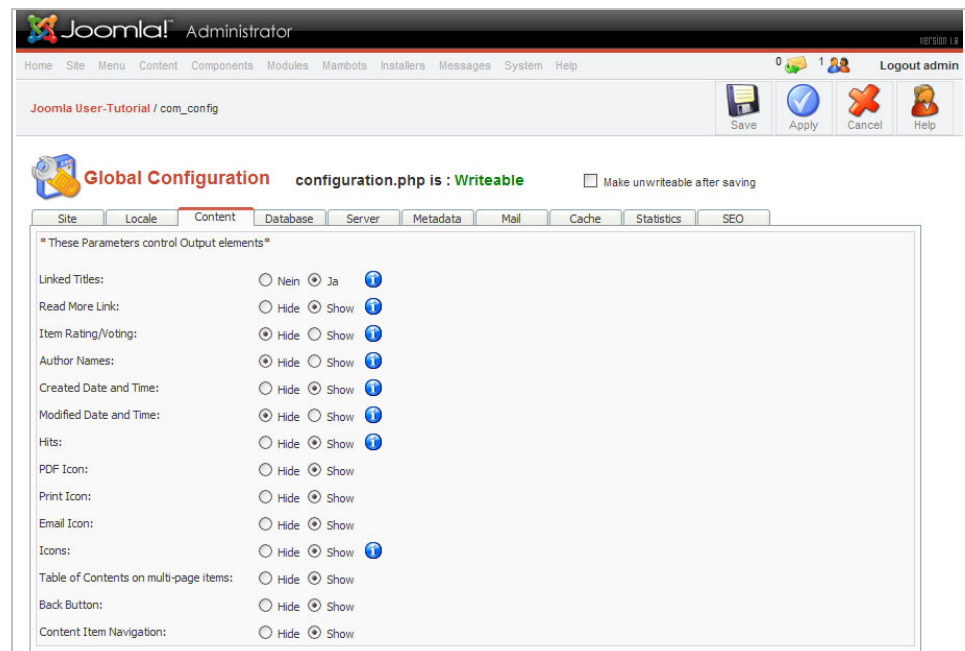 Joomla!™ Administrator
version 1.0
Home Site Menu Content Components Modules Mambots Installers Messages System Help 0 1 Logout admin
Joomla User-Tutorial / com_config
Save Apply Cancel Help
Global Configuration configuration.php is : Writeable Make unwriteable after saving
Site Locale Content Database Server Metadata Mail Cache Statistics SEO
* These Parameters control Output elements*
Linked Titles: Nein Ja
Read More Link: Hide Show
Item Rating/Voting: Hide Show
Author Names: Hide Show
Created Date and Time: Hide Show
Modified Date and Time: Hide Show
Hits: Hide Show
PDF Icon: Hide Show
Print Icon: Hide Show
Email Icon: Hide Show
Icons: Hide Show
Table of Contents on multi-page items: Hide Show
Back Button: Hide Show
Content Item Navigation: Hide Show